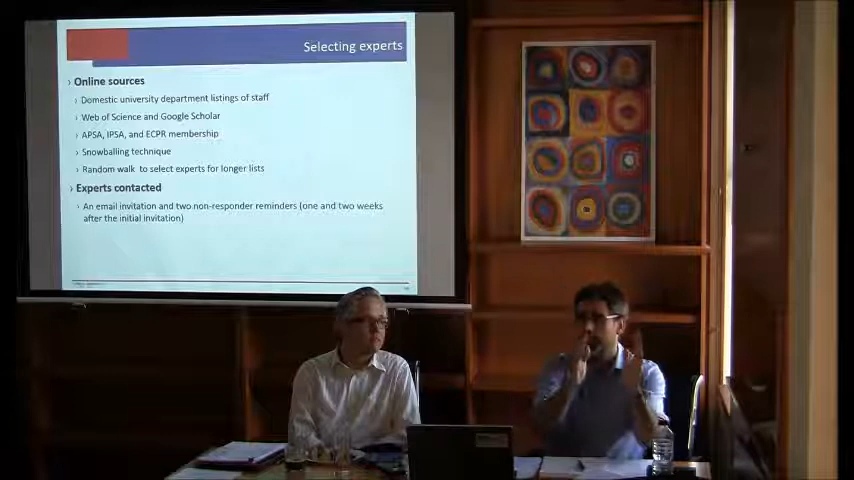 Selecting experts
› Online sources
› Domestic university department listings of staff
› Web of Science and Google Scholar
› APSA, IPSA, and ECPR membership
› Snowballing technique
› Random walk to select experts for longer lists
› Experts contacted
› An email invitation and two non-responder reminders (one and two weeks
after the initial invitation)